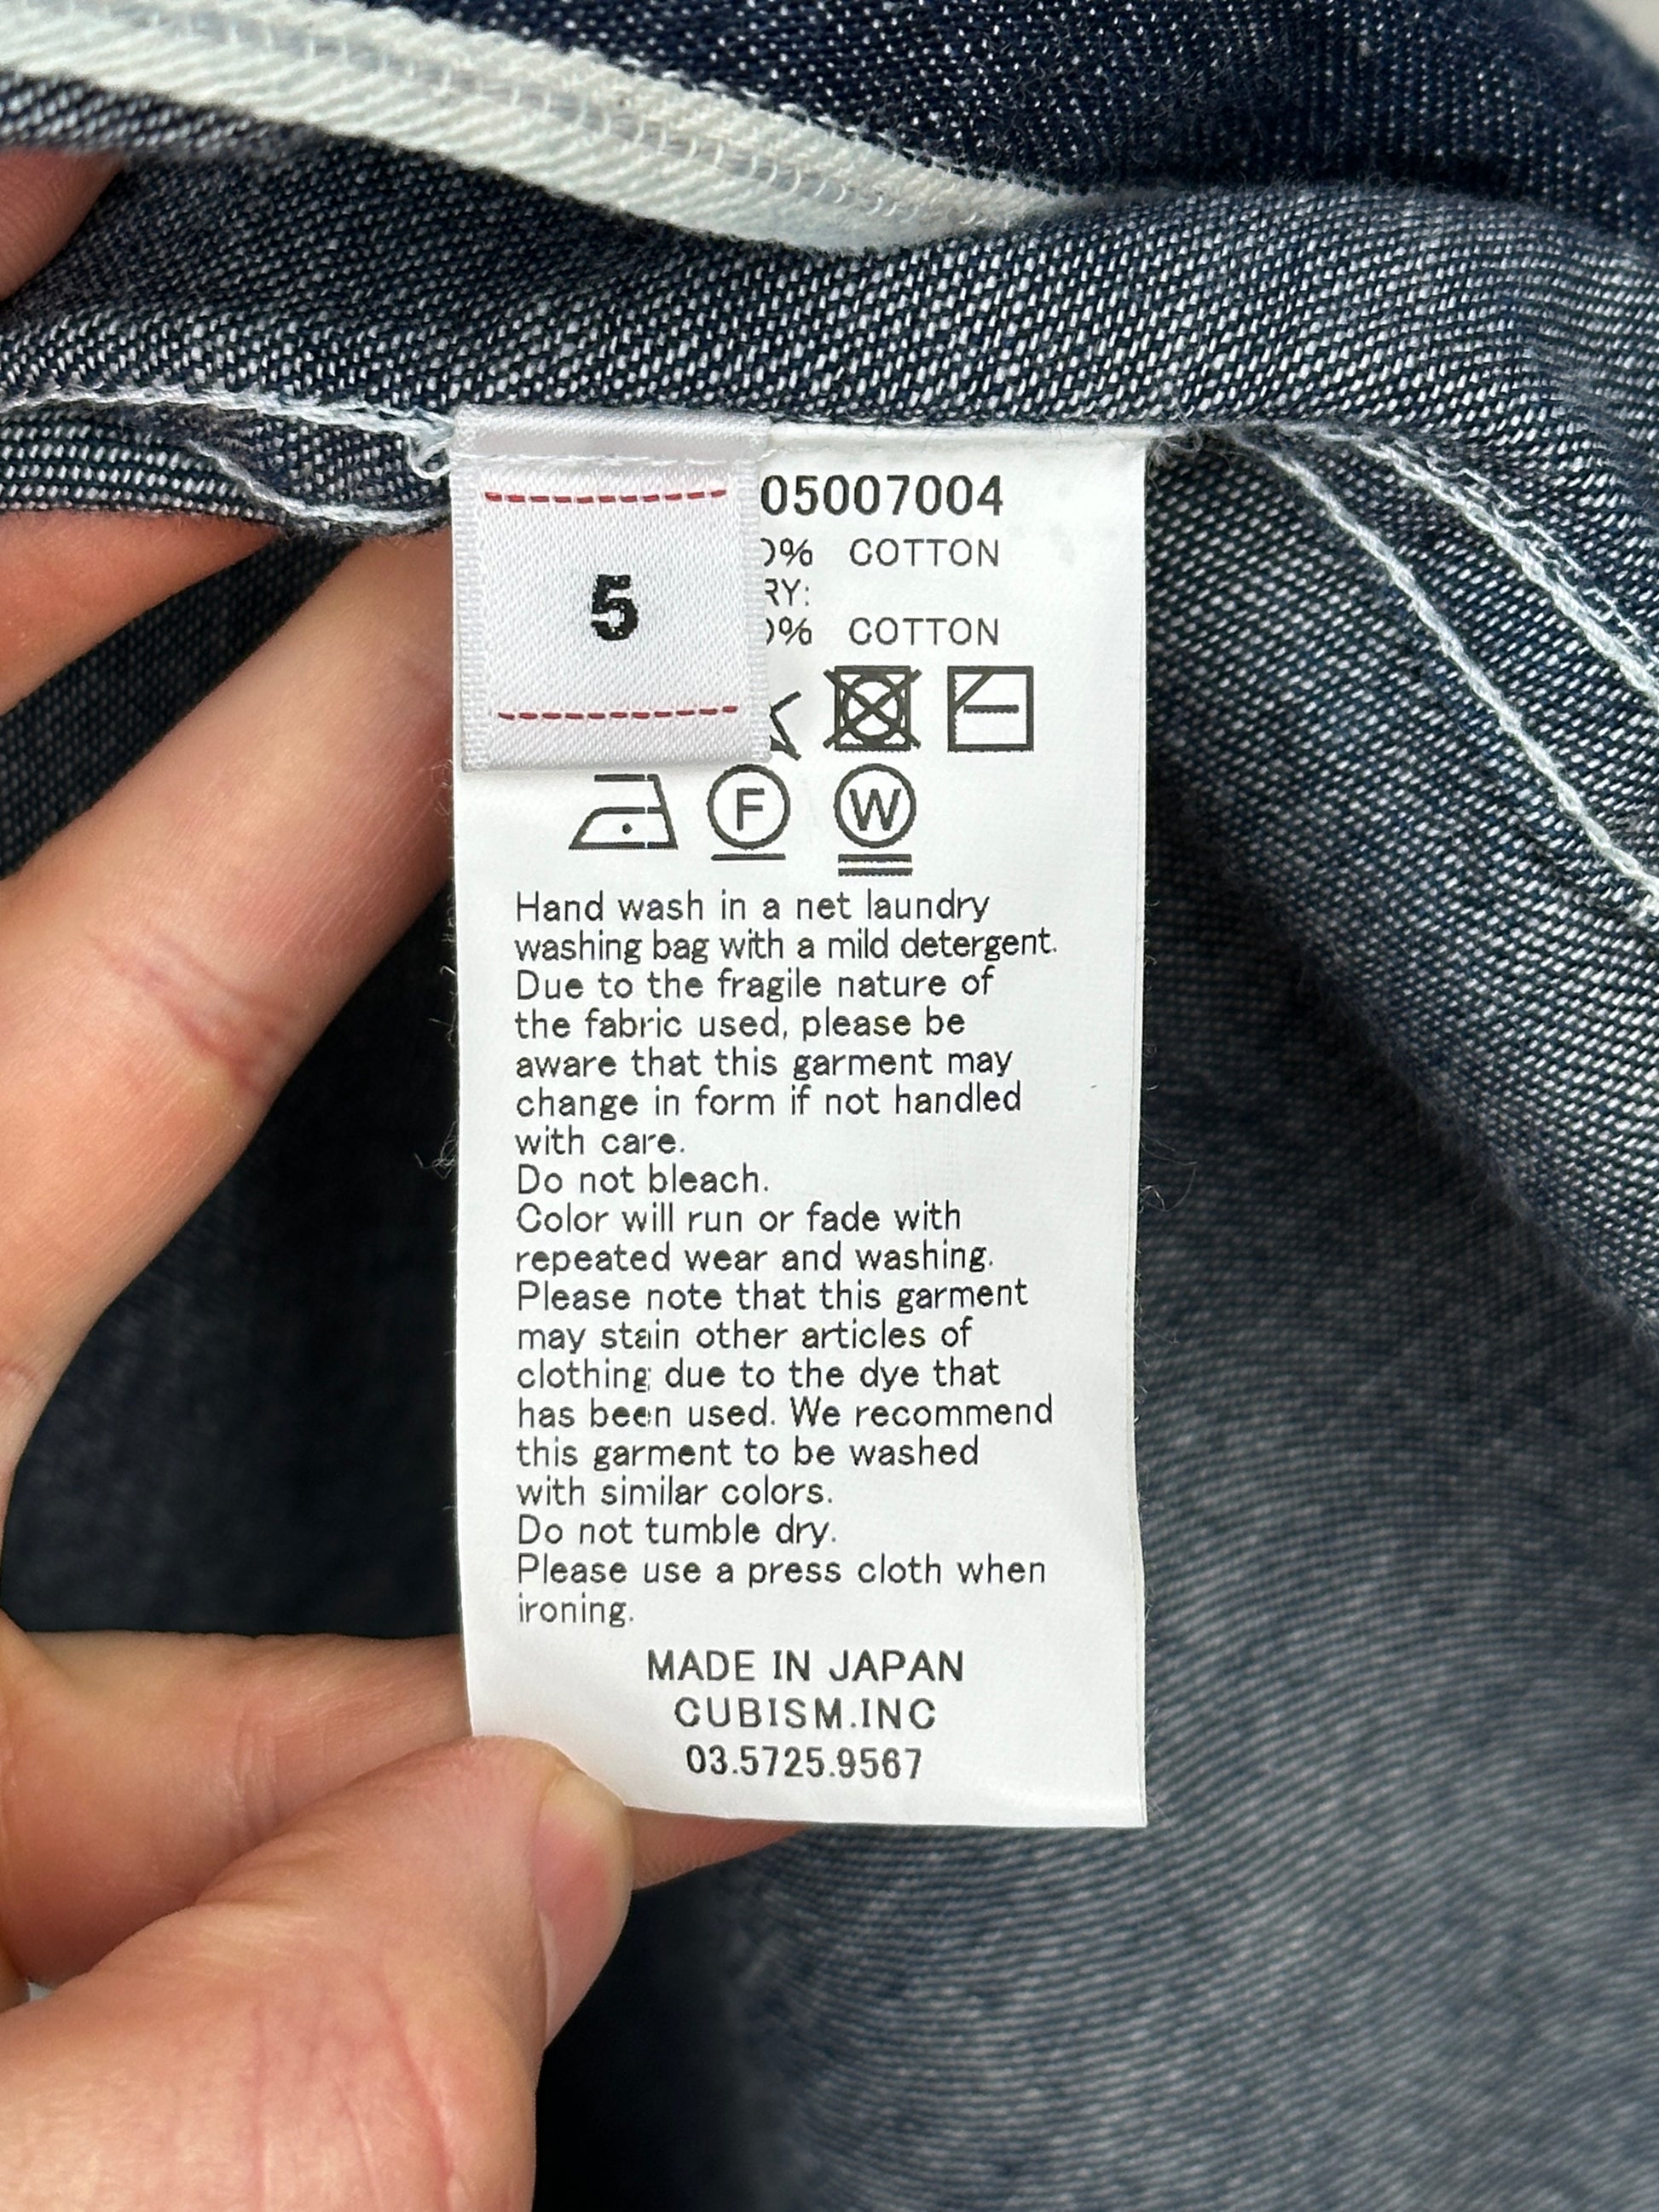 5
05007004
0% COTTON
RY:
0% COTTON
F W
Hand wash in a net laundry
washing bag with a mild detergent.
Due to the fragile nature of
the fabric used, please be
aware that this garment may
change in form if not handled
with care.
Do not bleach.
Color will run or fade with
repeated wear and washing.
Please note that this garment
may stain other articles of
clothing due to the dye that
has been used. We recommend
this garment to be washed
with similar colors.
Do not tumble dry.
Please use a press cloth when
ironing.
MADE IN JAPAN
CUBISM.INC
03.5725.9567